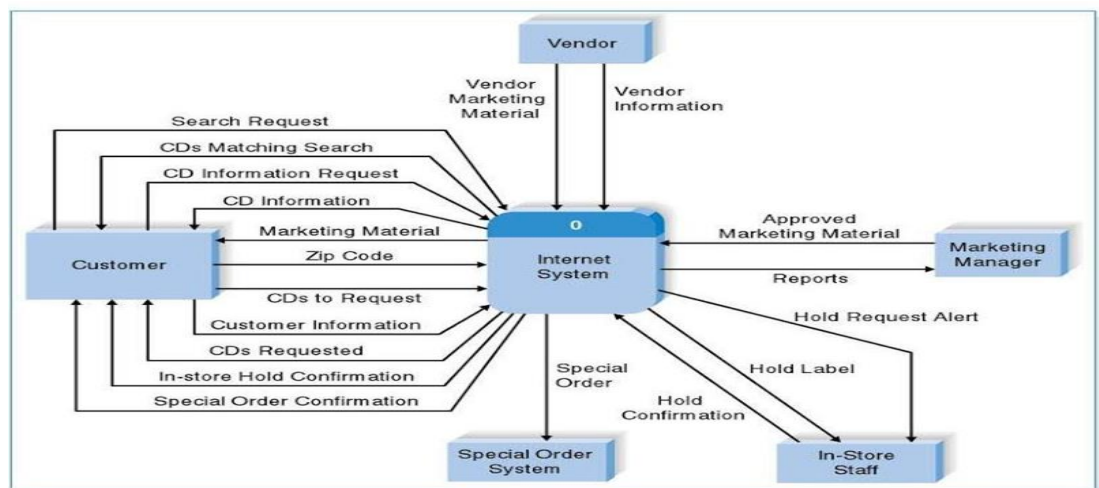 Vendor
Vendor
Marketing
Material
Vendor
Information
Search Request
CDs Matching Search
CD Information Request
CD Information
Marketing Material
Zip Code
CDs to Request
Customer Information
CDs Requested
In-store Hold Confirmation
Special Order Confirmation
Customer
0
Internet
System
Approved
Marketing Material
Reports
Marketing
Manager
Hold Request Alert
Hold Label
Hold
Confirmation
Special
Order
Special Order
System
In-Store
Staff